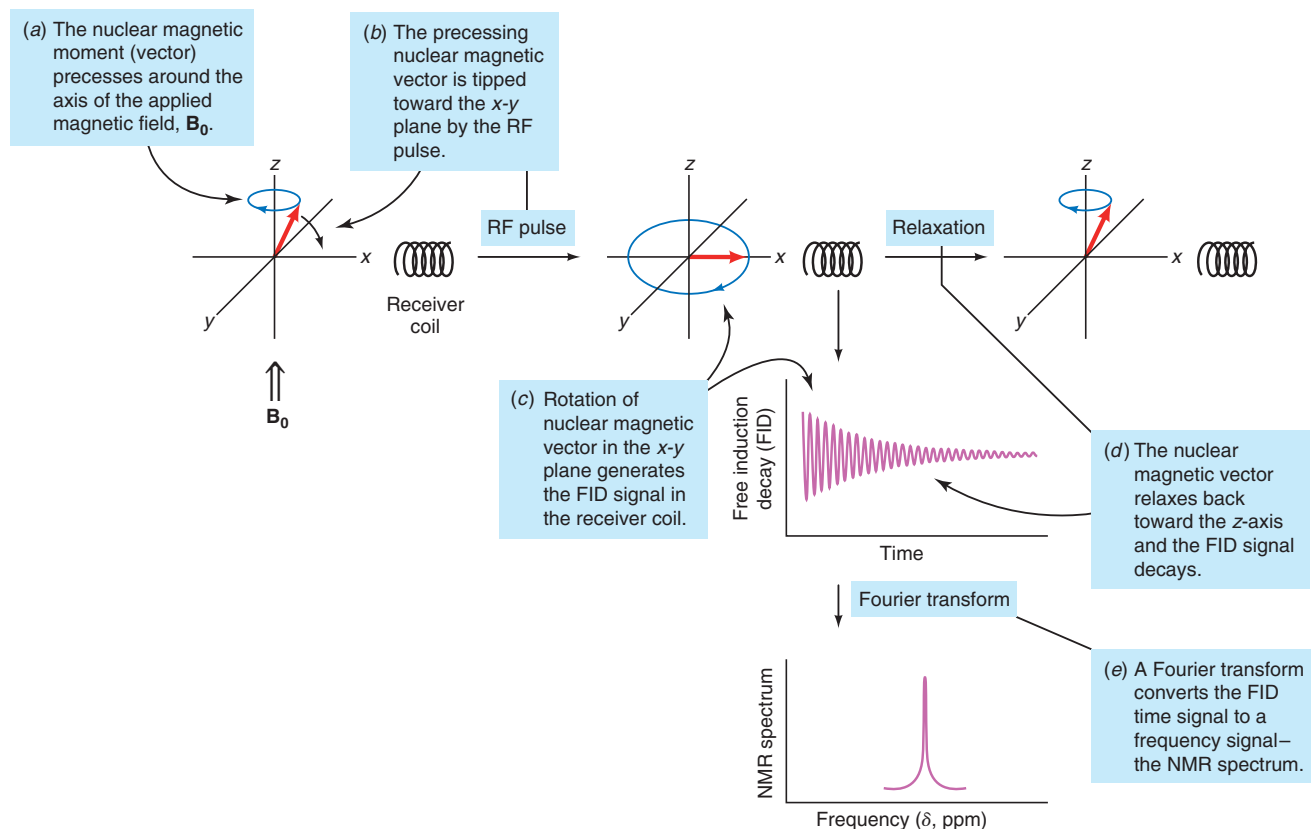 (a) The nuclear magnetic
moment (vector)
precesses around the
axis of the applied
magnetic field, B0.
(b) The precessing
nuclear magnetic
vector is tipped
toward the x-y
plane by the RF
pulse.
z
x
y
B0
Receiver
coil
RF pulse
z
x
y
Relaxation
z
x
y
(c) Rotation of
nuclear magnetic
vector in the x-y
plane generates
the FID signal in
the receiver coil.
Free induction
decay (FID)
Time
(d) The nuclear
magnetic vector
relaxes back
toward the z-axis
and the FID signal
decays.
Fourier transform
(e) A Fourier transform
converts the FID
time signal to a
frequency signal–
the NMR spectrum.
NMR spectrum
Frequency (δ, ppm)